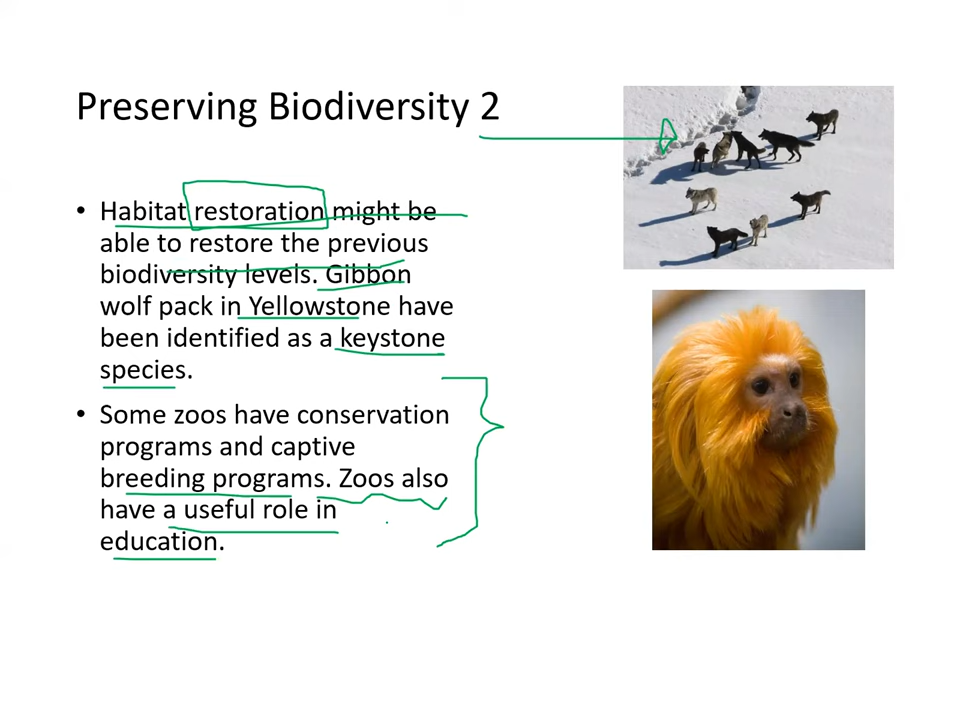 Preserving Biodiversity 2
• Habitat restoration might be
able to restore the previous
biodiversity levels. Gibbon
wolf pack in Yellowstone have
been identified as a keystone
species.
• Some zoos have conservation
programs and captive
breeding programs. Zoos also
have a useful role in
education.